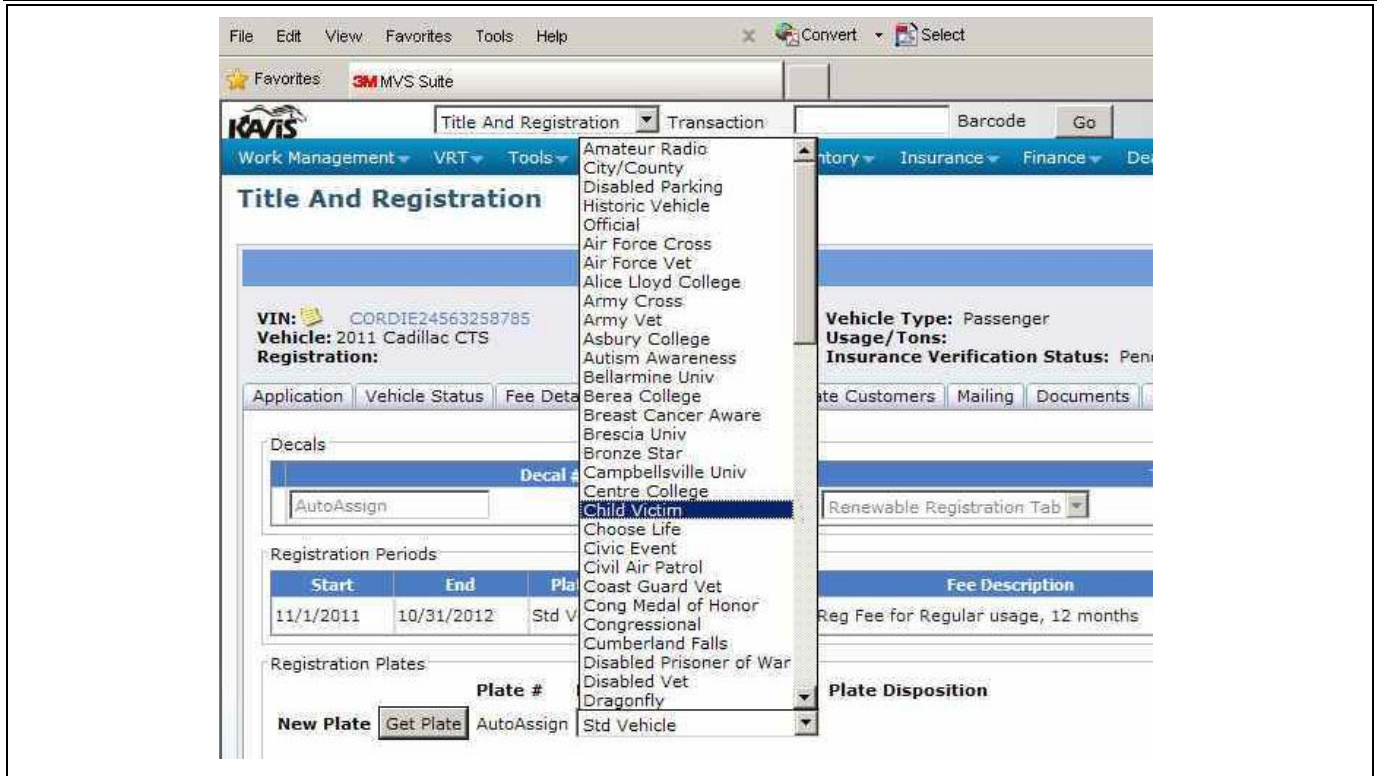 File Edit View Favorites Tools Help x Convert Select
Favorites 3M MVS Suite
KAVIS Title And Registration Transaction Barcode Go
Work Management VRT Tools ntory Insurance Finance Dea
Title And Registration
Amateur Radio
City/County
Disabled Parking
Historic Vehicle
Official
Air Force Cross
Air Force Vet
Alice Lloyd College
Army Cross
Army Vet
Asbury College
Autism Awareness
Bellarmine Univ
Berea College
Breast Cancer Aware
Brescia Univ
Bronze Star
Campbellsville Univ
Centre College
Child Victim
Choose Life
Civic Event
Civil Air Patrol
Coast Guard Vet
Cong Medal of Honor
Congressional
Cumberland Falls
Disabled Prisoner of War
Disabled Vet
Dragonfly
VIN: CORDIE24563258785 Vehicle Type: Passenger
Vehicle: 2011 Cadillac CTS Usage/Tons:
Registration: Insurance Verification Status: Pen
Application Vehicle Status Fee Deta te Customers Mailing Documents
Decals
Decal #
AutoAssign Renewable Registration Tab
Registration Periods
Start End Pla Fee Description
11/1/2011 10/31/2012 Std V Reg Fee for Regular usage, 12 months
Registration Plates
Plate # Plate Disposition
New Plate Get Plate AutoAssign Std Vehicle